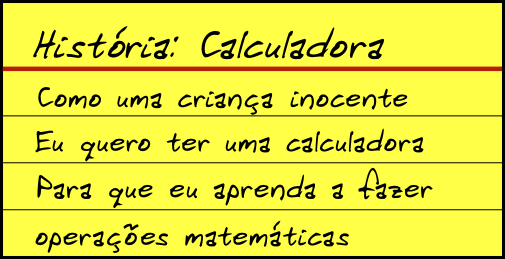 História: Calculadora
Como uma criança inocente
Eu quero ter uma calculadora
Para que eu aprenda a fazer
operações matemáticas